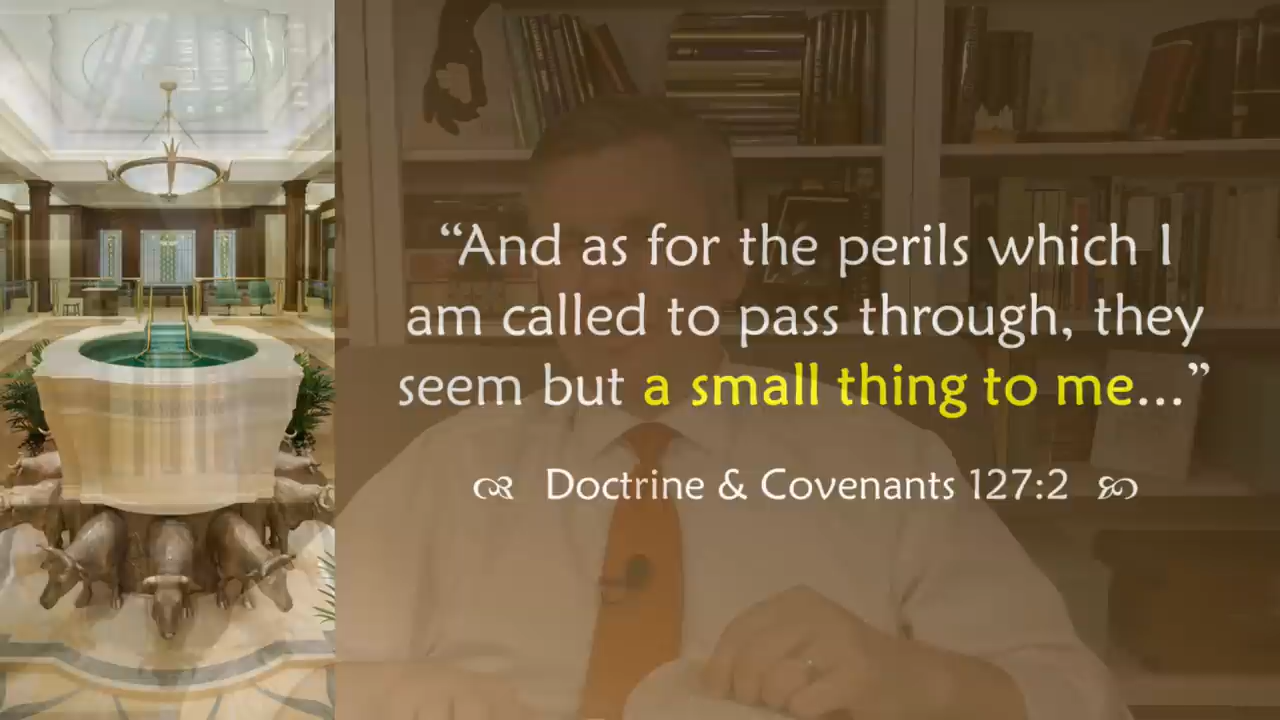 “And as for the perils which I
am called to pass through, they
seem but a small thing to me...”
Doctrine & Covenants 127:2